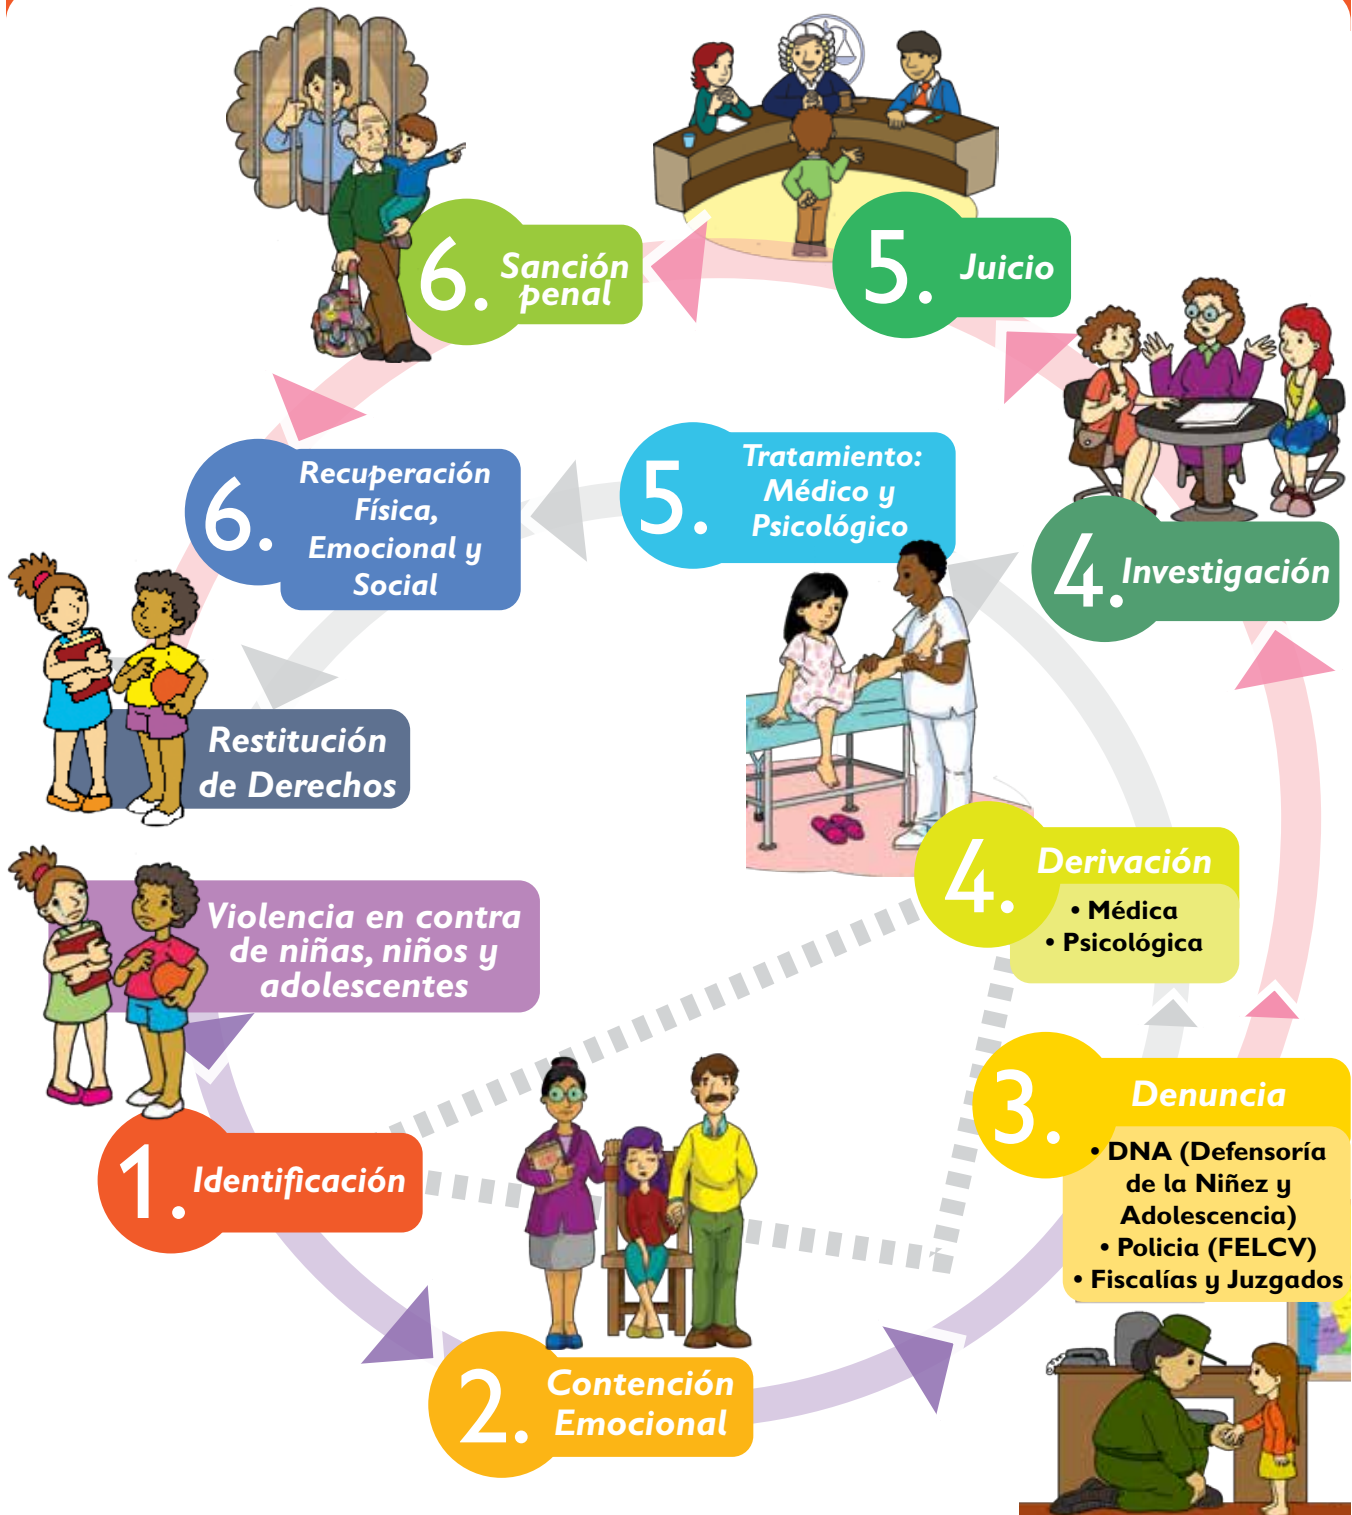 6. Sanción
penal
5. Juicio
6. Recuperación
Física,
Emocional y
Social
5. Tratamiento:
Médico y
Psicológico
4. Investigación
Restitución
de Derechos
4. Derivación
• Médica
• Psicológica
Violencia en contra
de niñas, niños y
adolescentes
3. Denuncia
• DNA (Defensoría
de la Niñez y
Adolescencia)
• Policia (FELCV)
• Fiscalías y Juzgados
1. Identificación
2. Contención
Emocional